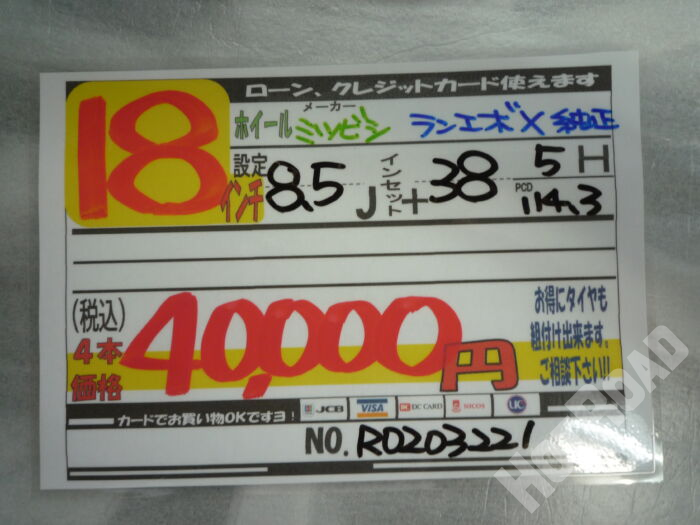 ローン、クレジットカード使えます
18 インチ
ホイール メーカー ミツビシ ランエボX 純正
設定 8.5J インセット +38 5H PCD 114.3
(税込) 4本価格 40,000円
お得にタイヤも
組付け出来ます。
ご相談下さい!!
カードでお買い物OKですヨ! JCB VISA DC CARD NICOS UC
NO. R0203221
HotRoad